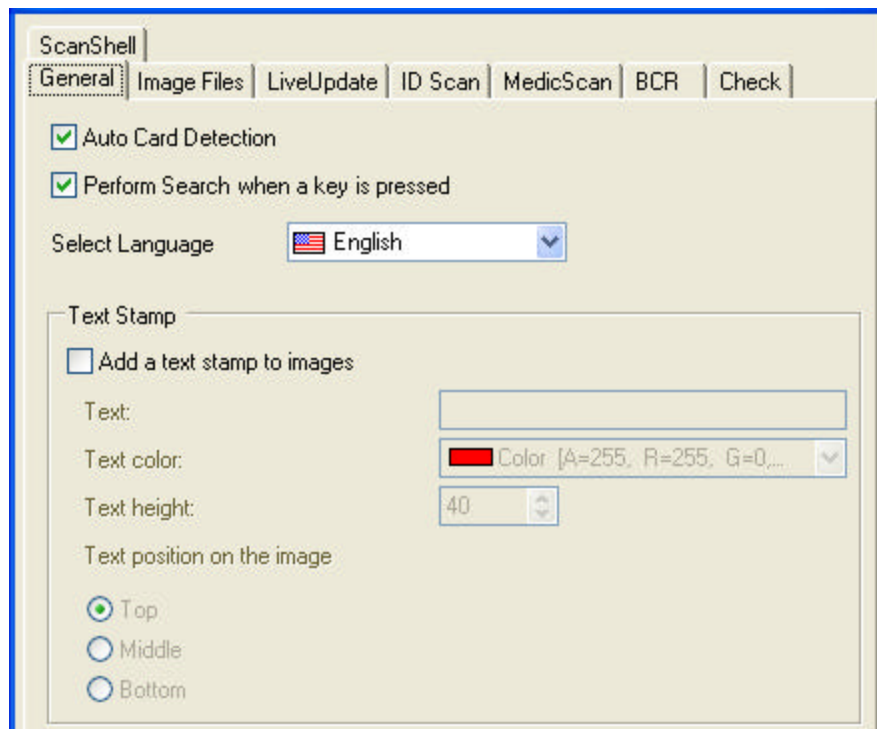 ScanShell
General Image Files LiveUpdate ID Scan MedicScan BCR Check
Auto Card Detection
Perform Search when a key is pressed
Select Language English
Text Stamp
Add a text stamp to images
Text:
Text color: Color [A=255, R=255, G=0,...
Text height: 40
Text position on the image
Top
Middle
Bottom